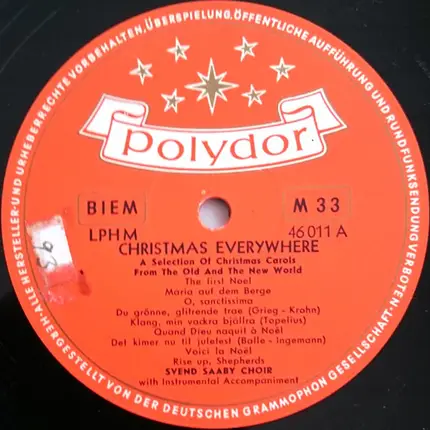 ALLE HERSTELLER- UND URHEBERRECHTE VORBEHALTEN, ÜBERSPIELUNG, ÖFFENTLICHE AUFFÜHRUNG UND RUNDFUNKSENDUNG VERBOTEN
HERGESTELLT VON DER DEUTSCHEN GRAMMOPHON GESELLSCHAFT
polydor
BIEM
M 33
LPHM
46 011 A
CHRISTMAS EVERYWHERE
A Selection Of Christmas Carols
From The Old And The New World
The first Noel
Maria auf dem Berge
O, sanctissima
Du grönne, glitrende trae (Grieg - Krohn)
Klang, min vackra bjällra (Topelius)
Quand Dieu naquit à Noël
Det kimer nu til julefest (Balle - Ingemann)
Voici la Noël
Rise up, Shepherds
SVEND SAABY CHOIR
with Instrumental Accompaniment